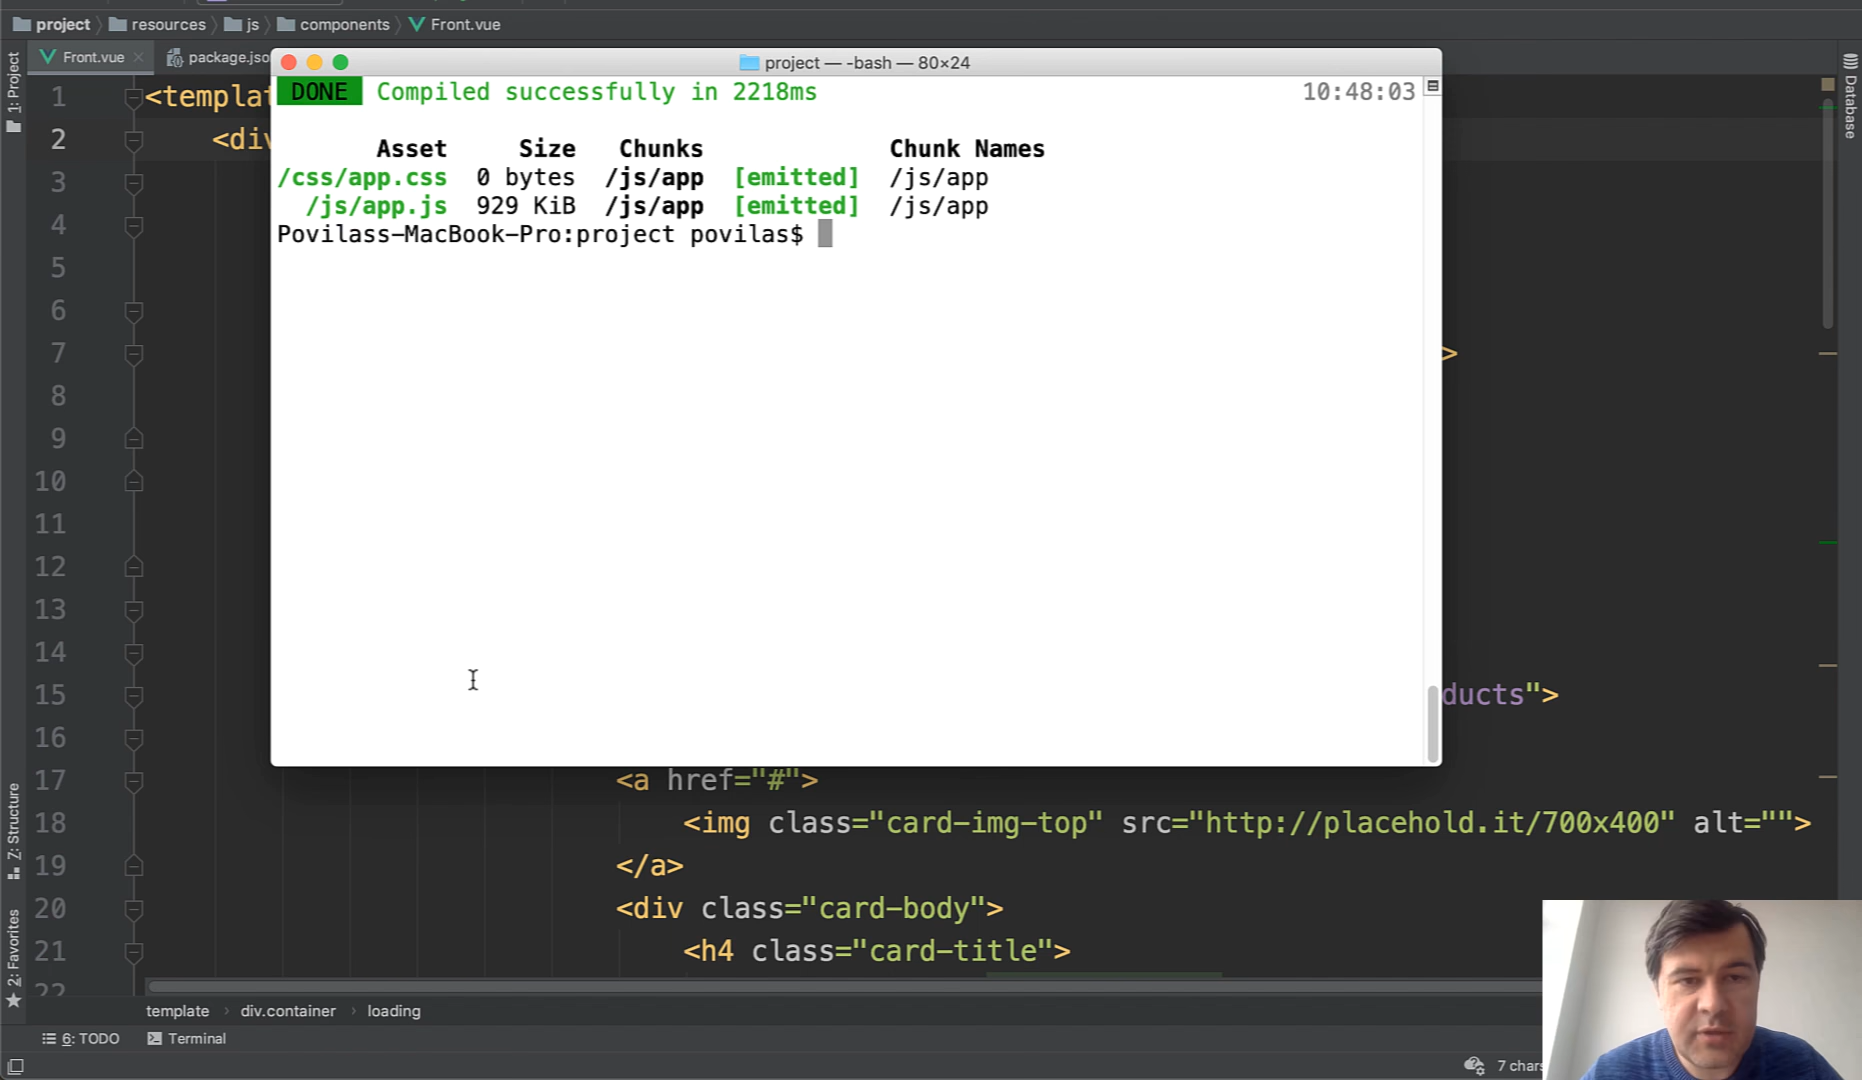 project resources js components Front.vue
Front.vue package.jso
project — -bash — 80×24
DONE Compiled successfully in 2218ms 10:48:03
Asset Size Chunks Chunk Names
/css/app.css 0 bytes /js/app [emitted] /js/app
/js/app.js 929 KiB /js/app [emitted] /js/app
Povilass-MacBook-Pro:project povilas$
1 <templat
2 <div
3
4
5
6
7 >
8
9
10
11
12
13
14
15 ducts">
16
17 <a href="#">
18 <img class="card-img-top" src="http://placehold.it/700x400" alt="">
19 </a>
20 <div class="card-body">
21 <h4 class="card-title">
22
template › div.container › loading
6: TODO Terminal
7 chars
1: Project
Z: Structure
2: Favorites
Database